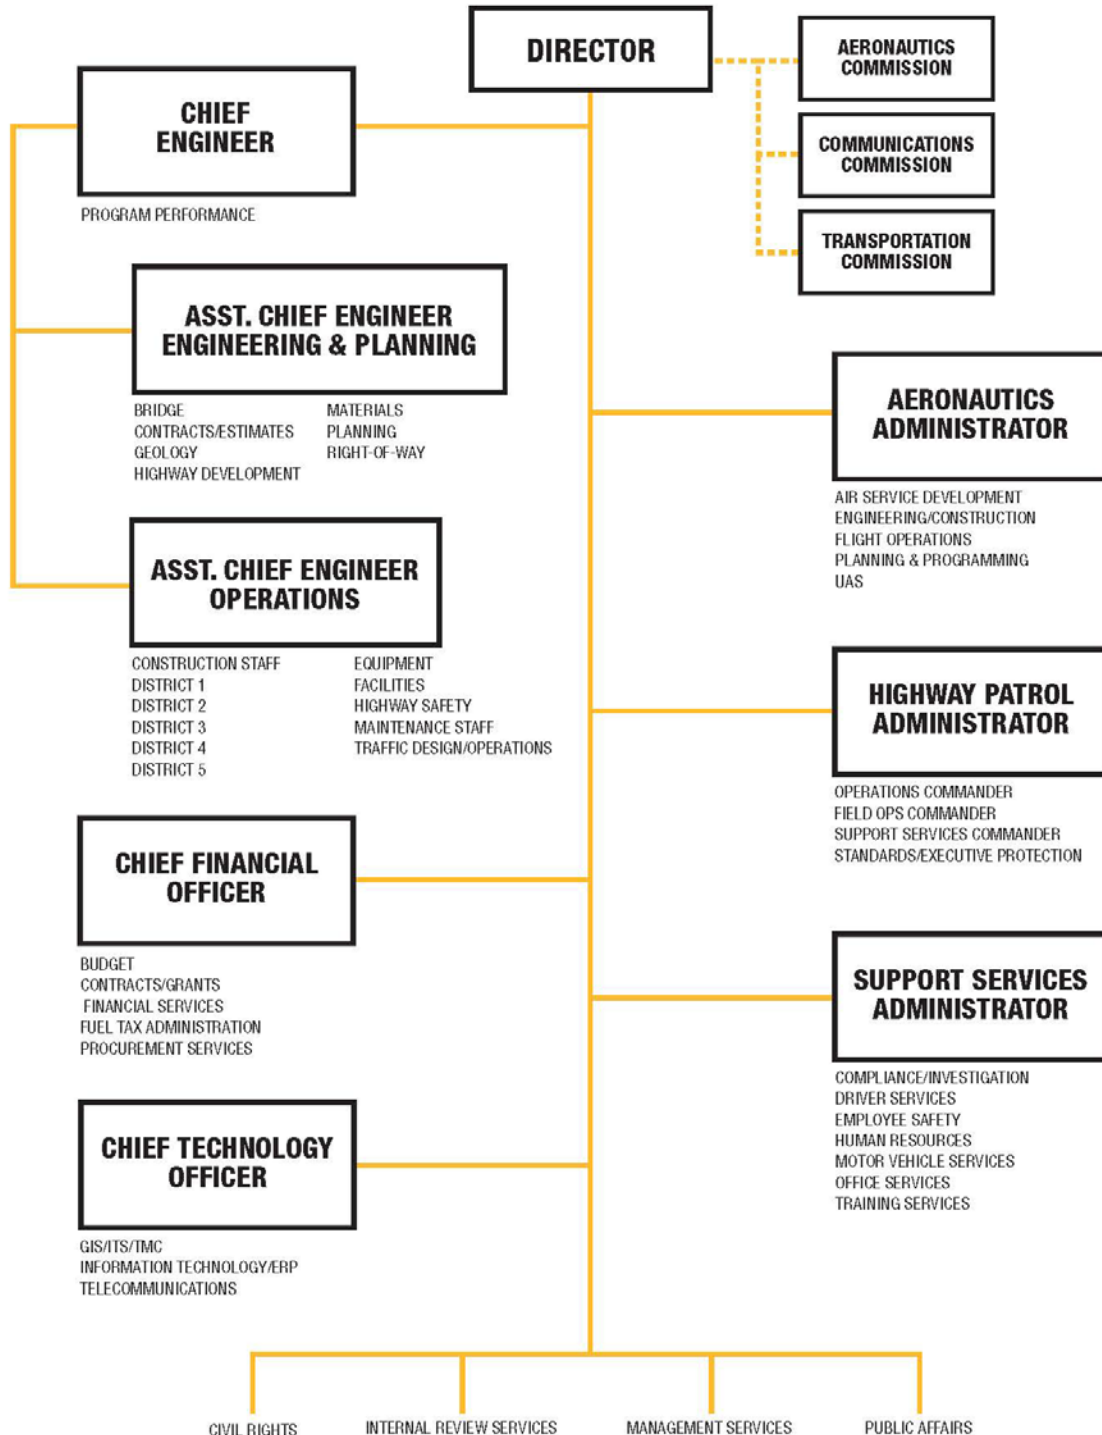 DIRECTOR
AERONAUTICS
COMMISSION
COMMUNICATIONS
COMMISSION
TRANSPORTATION
COMMISSION
CHIEF
ENGINEER
PROGRAM PERFORMANCE
ASST. CHIEF ENGINEER
ENGINEERING & PLANNING
BRIDGE
CONTRACTS/ESTIMATES
GEOLOGY
HIGHWAY DEVELOPMENT
MATERIALS
PLANNING
RIGHT-OF-WAY
ASST. CHIEF ENGINEER
OPERATIONS
CONSTRUCTION STAFF
DISTRICT 1
DISTRICT 2
DISTRICT 3
DISTRICT 4
DISTRICT 5
EQUIPMENT
FACILITIES
HIGHWAY SAFETY
MAINTENANCE STAFF
TRAFFIC DESIGN/OPERATIONS
CHIEF FINANCIAL
OFFICER
BUDGET
CONTRACTS/GRANTS
FINANCIAL SERVICES
FUEL TAX ADMINISTRATION
PROCUREMENT SERVICES
CHIEF TECHNOLOGY
OFFICER
GIS/ITS/TMC
INFORMATION TECHNOLOGY/ERP
TELECOMMUNICATIONS
AERONAUTICS
ADMINISTRATOR
AIR SERVICE DEVELOPMENT
ENGINEERING/CONSTRUCTION
FLIGHT OPERATIONS
PLANNING & PROGRAMMING
UAS
HIGHWAY PATROL
ADMINISTRATOR
OPERATIONS COMMANDER
FIELD OPS COMMANDER
SUPPORT SERVICES COMMANDER
STANDARDS/EXECUTIVE PROTECTION
SUPPORT SERVICES
ADMINISTRATOR
COMPLIANCE/INVESTIGATION
DRIVER SERVICES
EMPLOYEE SAFETY
HUMAN RESOURCES
MOTOR VEHICLE SERVICES
OFFICE SERVICES
TRAINING SERVICES
CIVIL RIGHTS
INTERNAL REVIEW SERVICES
MANAGEMENT SERVICES
PUBLIC AFFAIRS